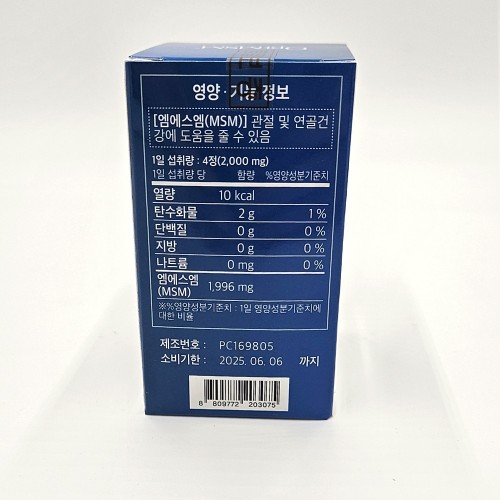 영양·기능 정보
[엠에스엠(MSM)] 관절 및 연골건
강에 도움을 줄 수 있음
1일 섭취량 : 4정(2,000 mg)
1일 섭취량 당 함량 %영양성분기준치
열량 10 kcal
탄수화물 2 g 1 %
단백질 0 g 0 %
지방 0 g 0 %
나트륨 0 mg 0 %
엠에스엠
(MSM) 1,996 mg
※%영양성분기준치 : 1일 영양성분기준치에
대한 비율
제조번호 : PC169805
소비기한 : 2025. 06. 06 까지
8 809772 203075